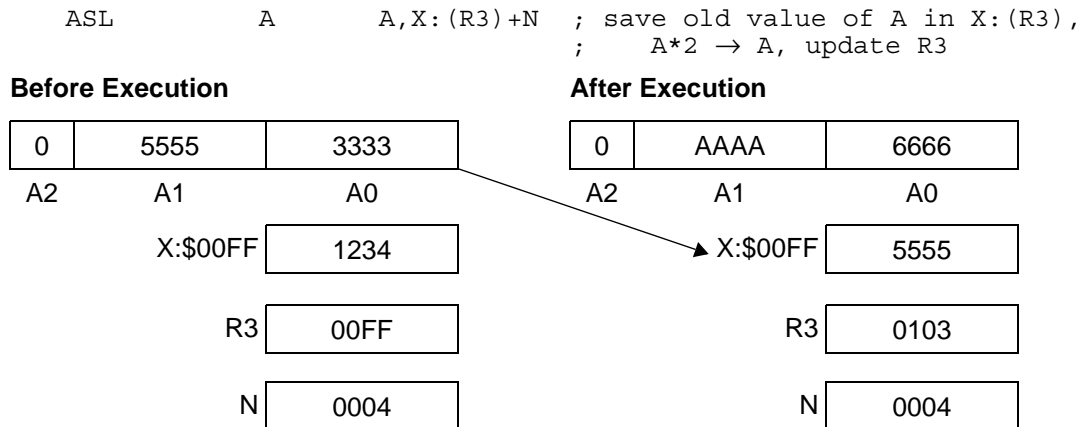 ASL A A,X:(R3)+N ; save old value of A in X:(R3),
; A*2 → A, update R3
Before Execution After Execution
0 5555 3333 0 AAAA 6666
A2 A1 A0 A2 A1 A0
X:$00FF 1234 X:$00FF 5555
R3 00FF R3 0103
N 0004 N 0004